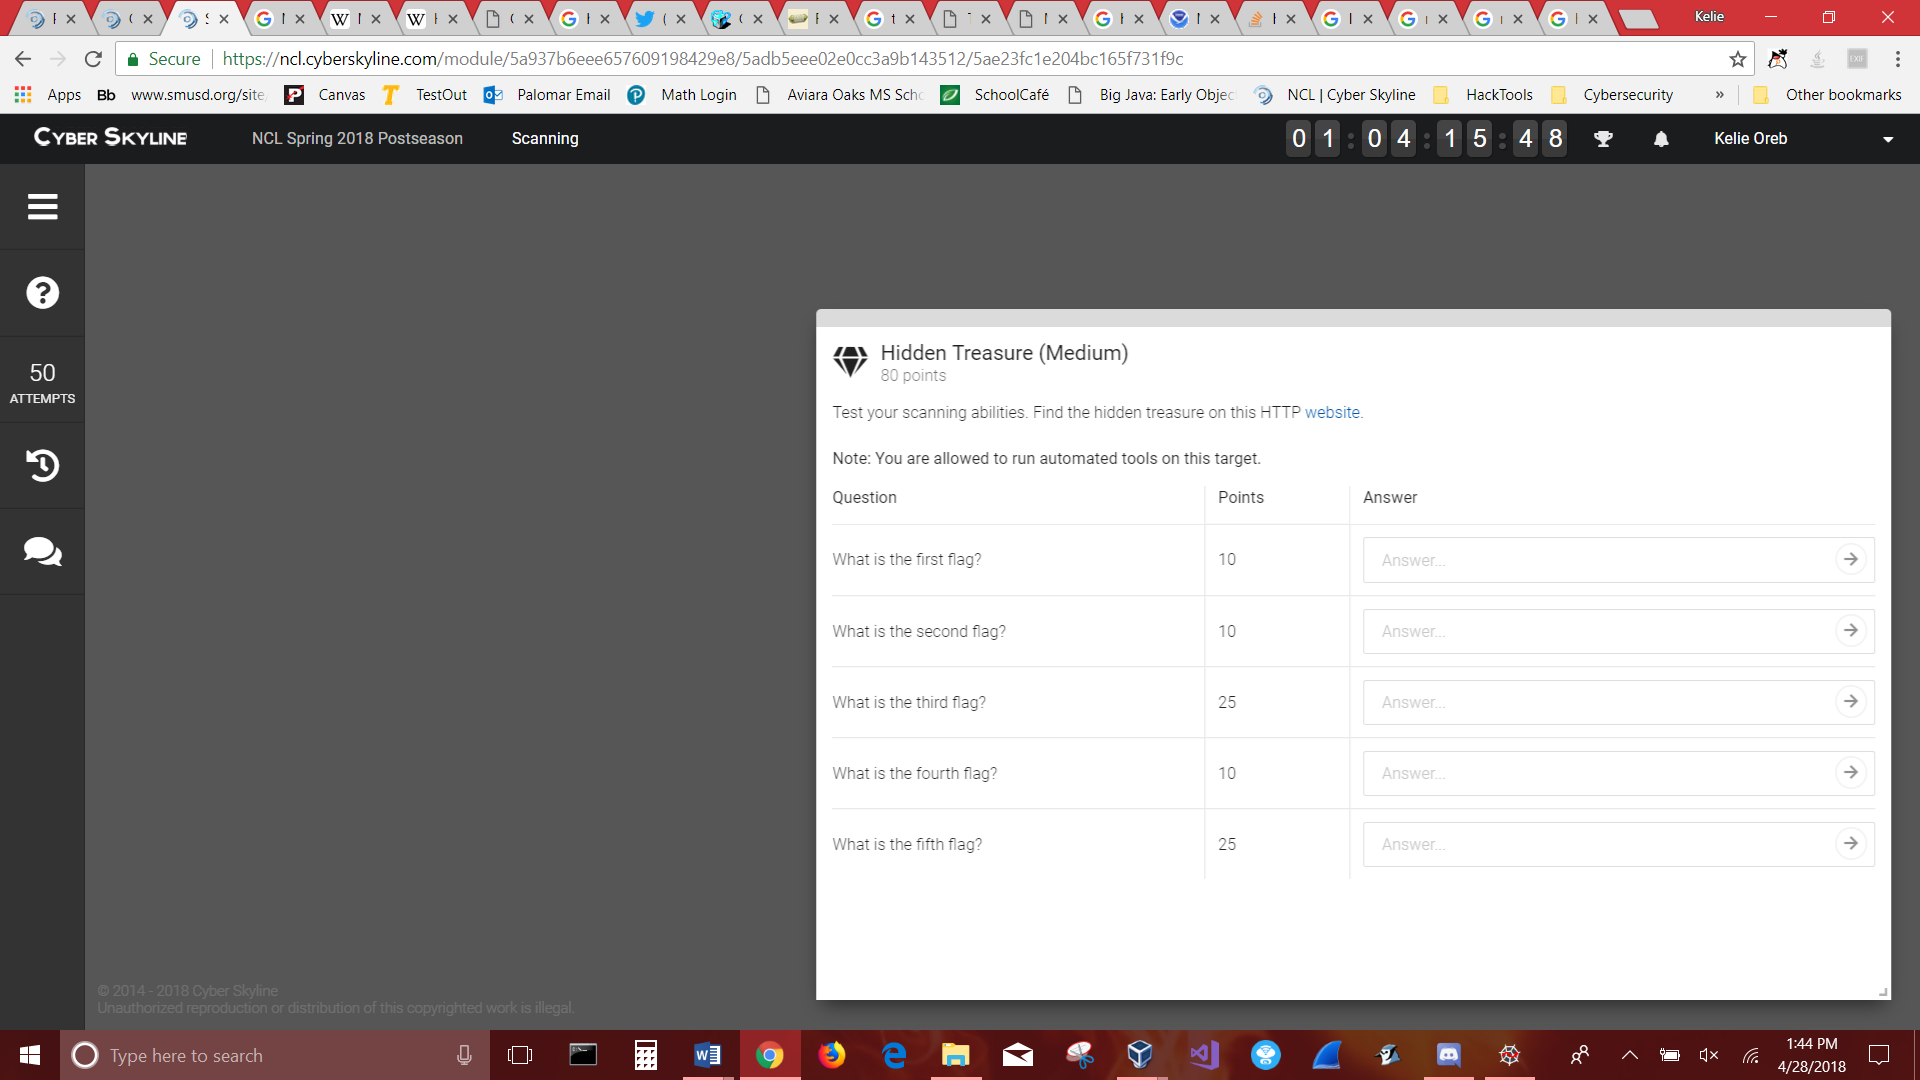 Kelie
Secure https://ncl.cyberskyline.com/module/5a937b6eee657609198429e8/5adb5eee02e0cc3a9b143512/5ae23fc1e204bc165f731f9c
Apps Bb www.smusd.org/site Canvas TestOut Palomar Email Math Login Aviara Oaks MS Scho SchoolCafé Big Java: Early Objec NCL | Cyber Skyline HackTools Cybersecurity » Other bookmarks
CYBER SKYLINE NCL Spring 2018 Postseason Scanning 01:04:15:48 Kelie Oreb
50
ATTEMPTS
Hidden Treasure (Medium)
80 points
Test your scanning abilities. Find the hidden treasure on this HTTP website.
Note: You are allowed to run automated tools on this target.
Question Points Answer
What is the first flag? 10 Answer...
What is the second flag? 10 Answer...
What is the third flag? 25 Answer...
What is the fourth flag? 10 Answer...
What is the fifth flag? 25 Answer...
© 2014 - 2018 Cyber Skyline
Unauthorized reproduction or distribution of this copyrighted work is illegal.
Type here to search
1:44 PM
4/28/2018